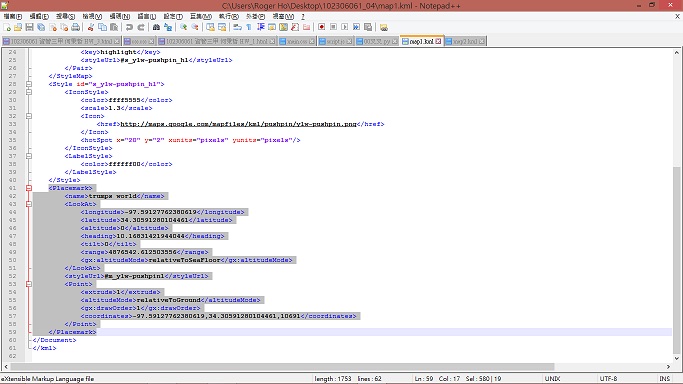 C:\Users\Roger Ho\Desktop\102306061_04\map1.kml - Notepad++
檔案(F) 編輯(E) 搜尋(S) 檢視(V) 編碼(N) 語言(L) 設定(T) 巨集(M) 執行(R) 外掛(P) 視窗(W) ?
map1.kml map2.kml
24 <key>highlight</key>
25 <styleUrl>#s_ylw-pushpin_hl</styleUrl>
26 </Pair>
27 </StyleMap>
28 <Style id="s_ylw-pushpin_hl">
29 <IconStyle>
30 <color>ffff5555</color>
31 <scale>1.3</scale>
32 <Icon>
33 <href>http://maps.google.com/mapfiles/kml/pushpin/ylw-pushpin.png</href>
34 </Icon>
35 <hotSpot x="20" y="2" xunits="pixels" yunits="pixels"/>
36 </IconStyle>
37 <LabelStyle>
38 <color>ffffff00</color>
39 </LabelStyle>
40 </Style>
41 <Placemark>
42 <name>trumps world</name>
43 <LookAt>
44 <longitude>-97.59127762380619</longitude>
45 <latitude>34.30591280104461</latitude>
46 <altitude>0</altitude>
47 <heading>10.16831421944044</heading>
48 <tilt>0</tilt>
49 <range>4876542.612503556</range>
50 <gx:altitudeMode>relativeToSeaFloor</gx:altitudeMode>
51 </LookAt>
52 <styleUrl>#m_ylw-pushpin1</styleUrl>
53 <Point>
54 <extrude>1</extrude>
55 <altitudeMode>relativeToGround</altitudeMode>
56 <gx:drawOrder>1</gx:drawOrder>
57 <coordinates>-97.59127762380619,34.30591280104461,10691</coordinates>
58 </Point>
59 </Placemark>
60 </Document>
61 </kml>
62
eXtensible Markup Language file length : 1753 lines : 62 Ln : 59 Col : 17 Sel : 580 | 19 UNIX UTF-8 INS